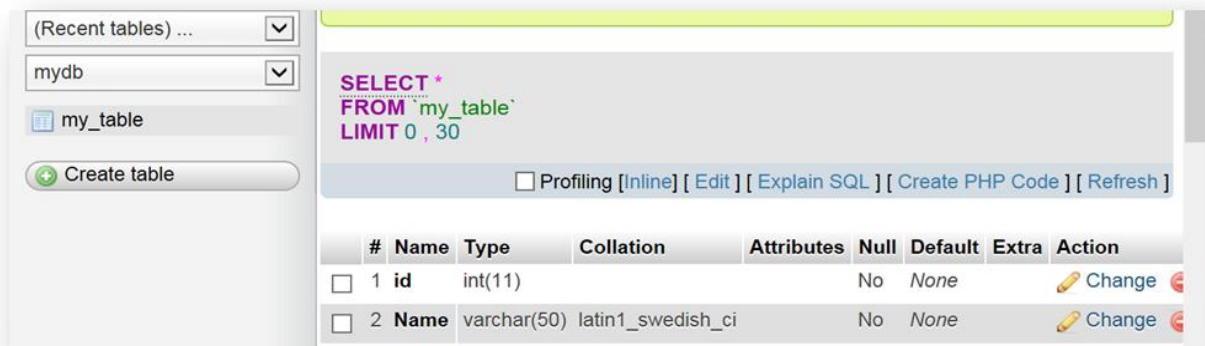 (Recent tables) ...
mydb
my_table
Create table
SELECT *
FROM `my_table`
LIMIT 0 , 30
Profiling [Inline] [ Edit ] [ Explain SQL ] [ Create PHP Code ] [ Refresh ]
# Name Type Collation Attributes Null Default Extra Action
1 id int(11) No None Change
2 Name varchar(50) latin1_swedish_ci No None Change